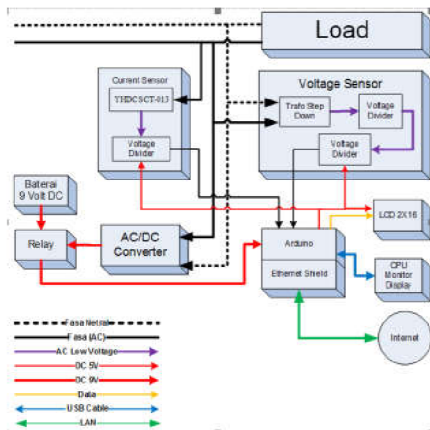 Load
Current Sensor
YHDCSCT-013
Voltage
Divider
Voltage Sensor
Trafo Step
Down
Voltage
Divider
Voltage
Divider
Baterai
9 Volt DC
Relay
AC/DC
Converter
Arduino
Ethernet Shield
LCD 2X16
CPU
Monitor
Display
Internet
Fasa Netral
Fasa (AC)
AC Low Voltage
DC 5V
DC 9V
Data
USB Cable
LAN